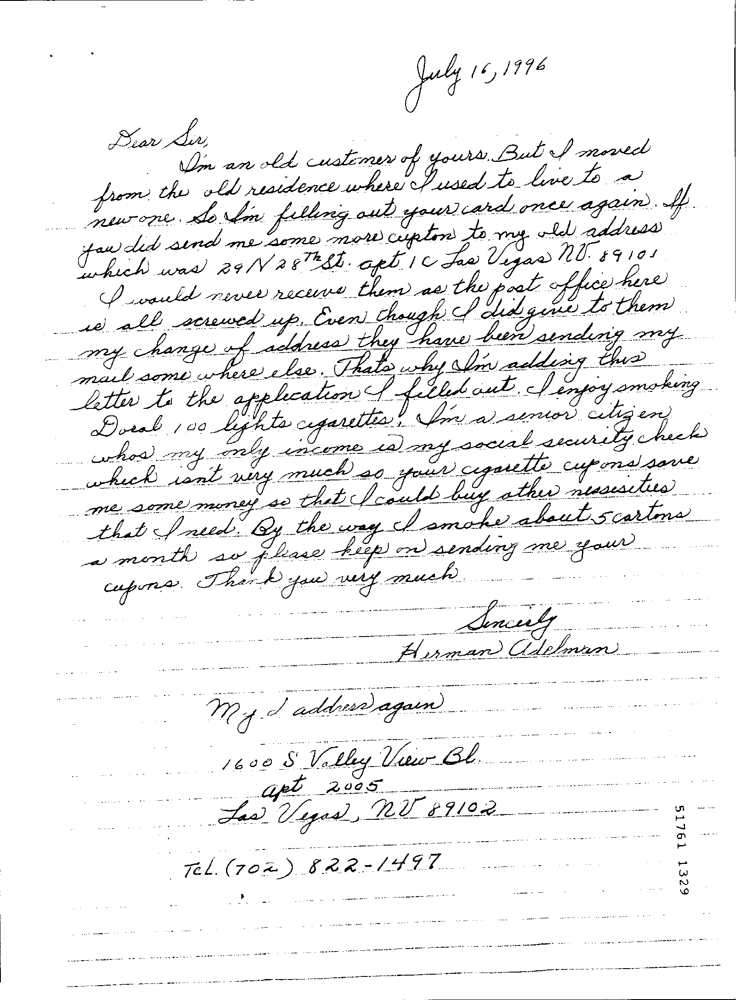 July 16, 1996
Dear Sir,
I'm an old customer of yours. But I moved
from the old residence where I used to live to a
new one. So I'm filling out your card once again. If
you did send me some more cupton to my old address
which was 29 N 28th St. apt 1C Las Vegas NV. 89101
I would never receive them as the post office here
is all screwed up. Even though I did give to them
my change of address they have been sending my
mail some where else. Thats why I'm adding this
letter to the application I filled out. I enjoy smoking
Doral 100 lights cigarettes. I'm a senior citizen
whos my only income is my social security check
which isn't very much so your cigarette cupons save
me some money so that I could buy other nessisities
that I need. By the way I smoke about 5 cartons
a month so please keep on sending me your
cupons. Thank you very much
Sincerly
Herman Adelman
My address again
1600 S Valley View Bl.
apt 2005
Las Vegas, NV 89102
Tel. (702) 822-1497
51761 1329